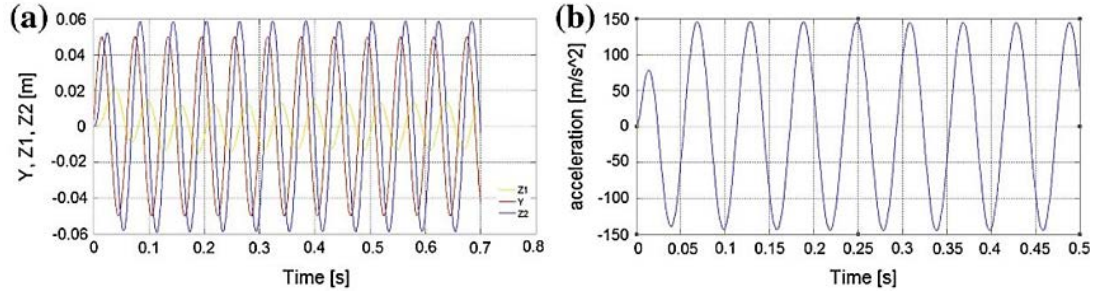 (a)
Y, Z1, Z2 [m]
0.06
0.04
0.02
0
-0.02
-0.04
-0.06
0 0.1 0.2 0.3 0.4 0.5 0.6 0.7 0.8
Time [s]
Z1
Y
Z2
(b)
acceleration [m/s^2]
150
100
50
0
-50
-100
-150
0 0.05 0.1 0.15 0.2 0.25 0.3 0.35 0.4 0.45 0.5
Time [s]